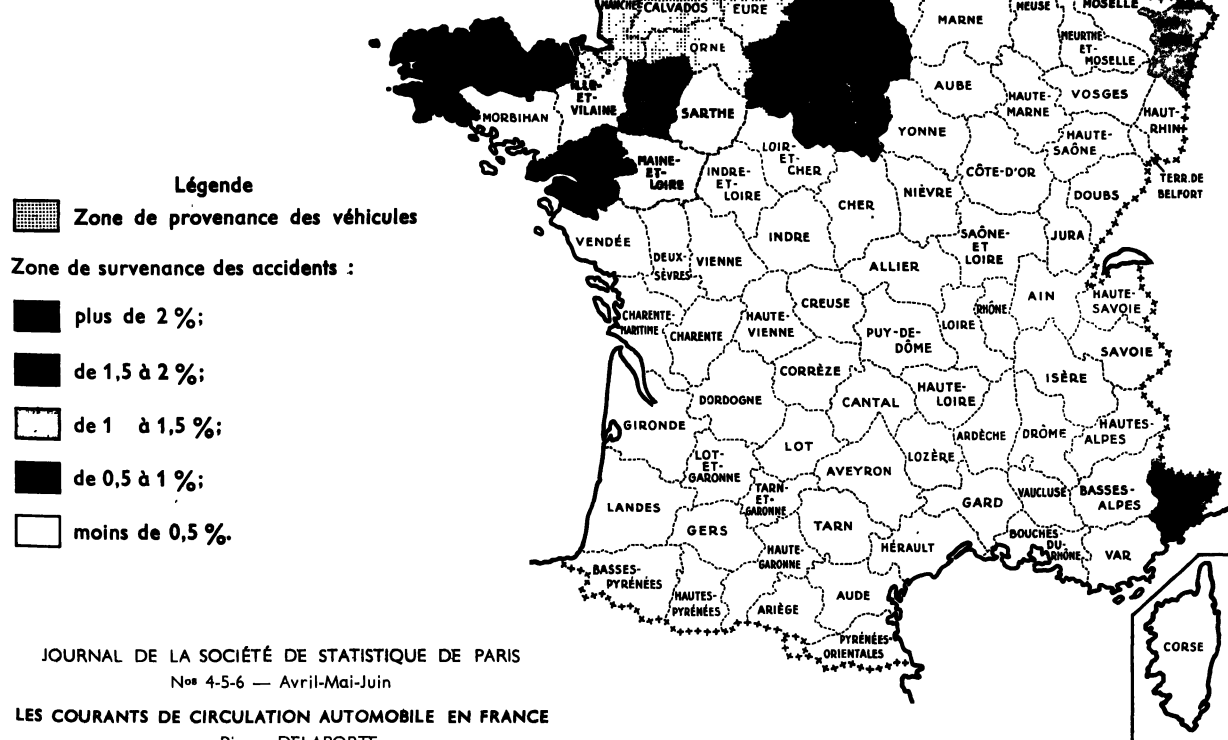 MANCHE
CALVADOS
EURE
ORNE
MARNE
MEUSE
MOSELLE
MEURTHE-
ET-
MOSELLE
ILLE-
ET-
VILAINE
MORBIHAN
SARTHE
AUBE
HAUTE-
MARNE
VOSGES
HAUT-
RHIN
YONNE
HAUTE-
SAÔNE
TERR. DE
BELFORT
MAINE-
ET-
LOIRE
INDRE-
ET-
LOIRE
LOIR-
ET-
CHER
CHER
NIÈVRE
CÔTE-D'OR
DOUBS
Légende
Zone de provenance des véhicules
Zone de survenance des accidents :
plus de 2 %;
de 1,5 à 2 %;
de 1 à 1,5 %;
de 0,5 à 1 %;
moins de 0,5 %.
VENDÉE
DEUX-
SÈVRES
VIENNE
INDRE
ALLIER
SAÔNE-
ET
LOIRE
JURA
CHARENTE-
MARITIME
CHARENTE
HAUTE-
VIENNE
CREUSE
PUY-DE-
DÔME
LOIRE
RHÔNE
AIN
HAUTE-
SAVOIE
SAVOIE
ISÈRE
GIRONDE
DORDOGNE
CORRÈZE
CANTAL
HAUTE-
LOIRE
ARDÈCHE
DRÔME
HAUTES-
ALPES
LOT-
ET-
GARONNE
LOT
AVEYRON
LOZÈRE
LANDES
GERS
TARN-
ET-
GARONNE
TARN
GARD
VAUCLUSE
BASSES-
ALPES
HÉRAULT
BOUCHES-
DU-
RHÔNE
VAR
BASSES-
PYRÉNÉES
HAUTES-
PYRÉNÉES
HAUTE-
GARONNE
ARIÈGE
AUDE
PYRÉNÉES-
ORIENTALES
CORSE
JOURNAL DE LA SOCIÉTÉ DE STATISTIQUE DE PARIS
Nos 4-5-6 — Avril-Mai-Juin
LES COURANTS DE CIRCULATION AUTOMOBILE EN FRANCE
DELAPORTE